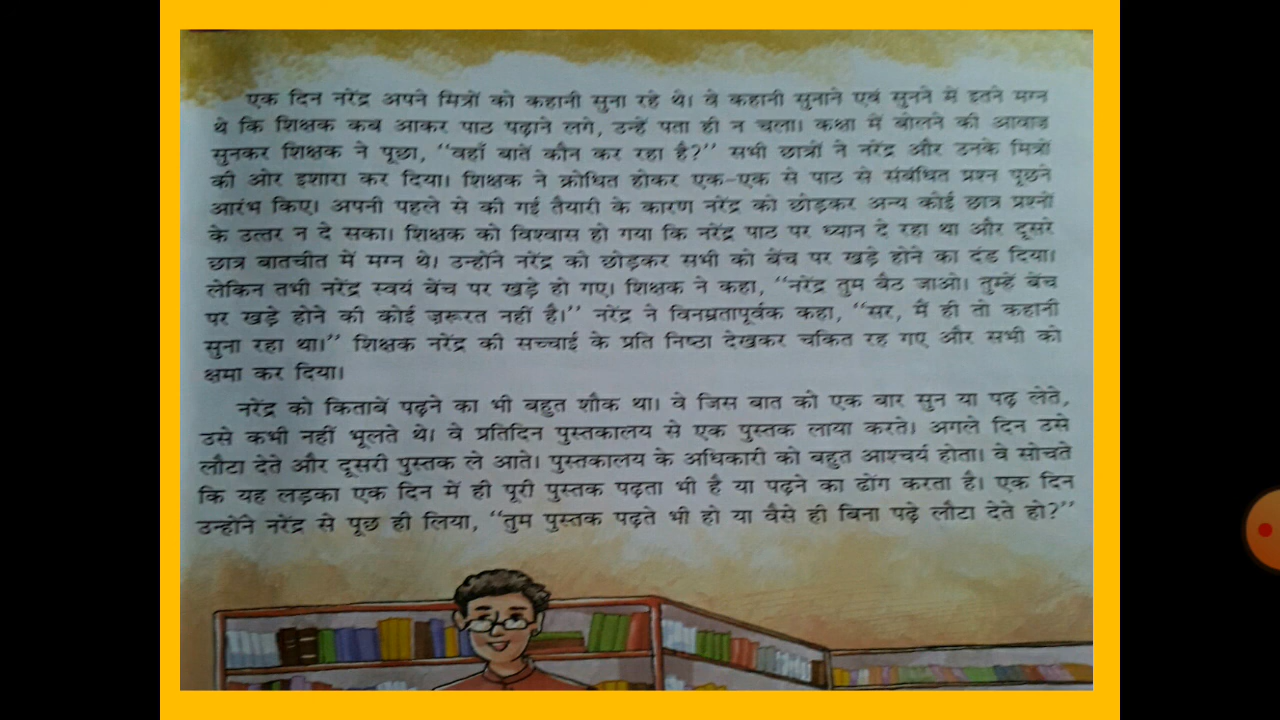 एक दिन नरेंद्र अपने मित्रों को कहानी सुना रहे थे। वे कहानी सुनाने एवं सुनने में इतने मग्न
थे कि शिक्षक कब आकर पाठ पढ़ाने लगे, उन्हें पता ही न चला। कक्षा में बोलने की आवाज़
सुनकर शिक्षक ने पूछा, “वहाँ बातें कौन कर रहा है?” सभी छात्रों ने नरेंद्र और उनके मित्रों
की ओर इशारा कर दिया। शिक्षक ने क्रोधित होकर एक-एक से पाठ से संबंधित प्रश्न पूछने
आरंभ किए। अपनी पहले से की गई तैयारी के कारण नरेंद्र को छोड़कर अन्य कोई छात्र प्रश्नों
के उत्तर न दे सका। शिक्षक को विश्वास हो गया कि नरेंद्र पाठ पर ध्यान दे रहा था और दूसरे
छात्र बातचीत में मग्न थे। उन्होंने नरेंद्र को छोड़कर सभी को बेंच पर खड़े होने का दंड दिया।
लेकिन तभी नरेंद्र स्वयं बेंच पर खड़े हो गए। शिक्षक ने कहा, “नरेंद्र तुम बैठ जाओ। तुम्हें बेंच
पर खड़े होने की कोई ज़रूरत नहीं है।” नरेंद्र ने विनम्रतापूर्वक कहा, “सर, मैं ही तो कहानी
सुना रहा था।” शिक्षक नरेंद्र की सच्चाई के प्रति निष्ठा देखकर चकित रह गए और सभी को
क्षमा कर दिया।
नरेंद्र को किताबें पढ़ने का भी बहुत शौक था। वे जिस बात को एक बार सुन या पढ़ लेते,
उसे कभी नहीं भूलते थे। वे प्रतिदिन पुस्तकालय से एक पुस्तक लाया करते। अगले दिन उसे
लौटा देते और दूसरी पुस्तक ले आते। पुस्तकालय के अधिकारी को बहुत आश्चर्य होता। वे सोचते
कि यह लड़का एक दिन में ही पूरी पुस्तक पढ़ता भी है या पढ़ने का ढोंग करता है। एक दिन
उन्होंने नरेंद्र से पूछ ही लिया, “तुम पुस्तक पढ़ते भी हो या वैसे ही बिना पढ़े लौटा देते हो?”